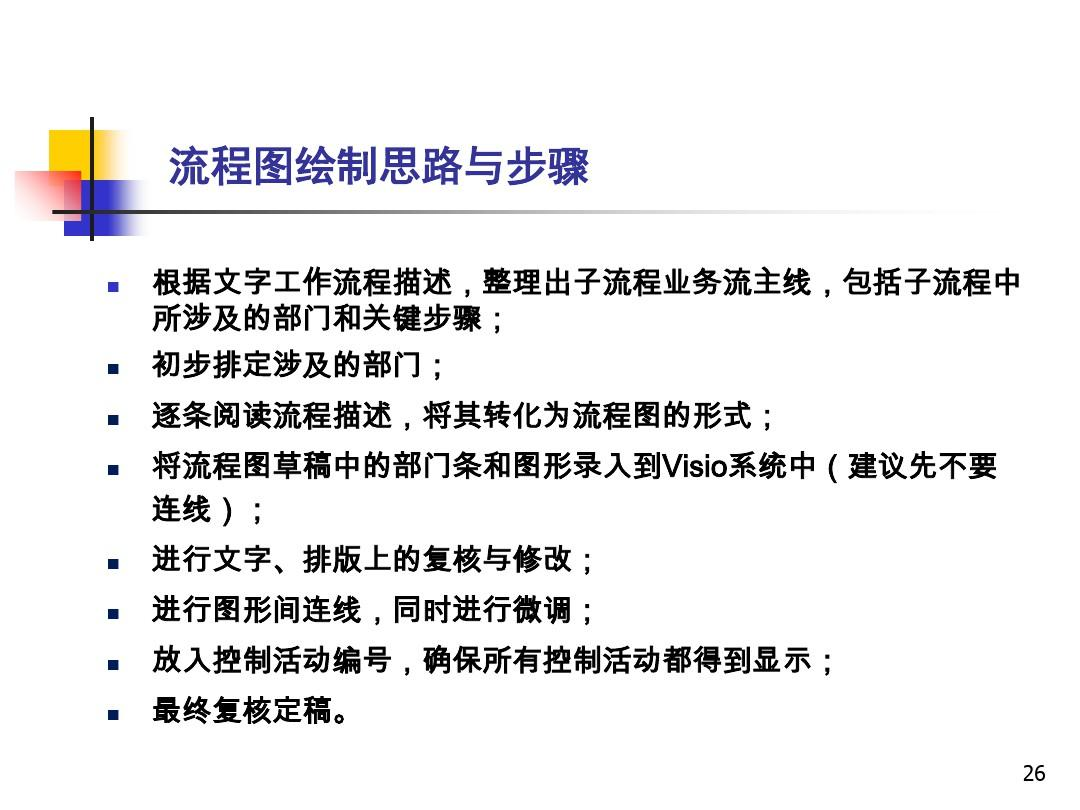 流程图绘制思路与步骤
根据文字工作流程描述，整理出子流程业务流主线，包括子流程中
所涉及的部门和关键步骤；
初步排定涉及的部门；
逐条阅读流程描述，将其转化为流程图的形式；
将流程图草稿中的部门条和图形录入到Visio系统中（建议先不要
连线）；
进行文字、排版上的复核与修改；
进行图形间连线，同时进行微调；
放入控制活动编号，确保所有控制活动都得到显示；
最终复核定稿。
26